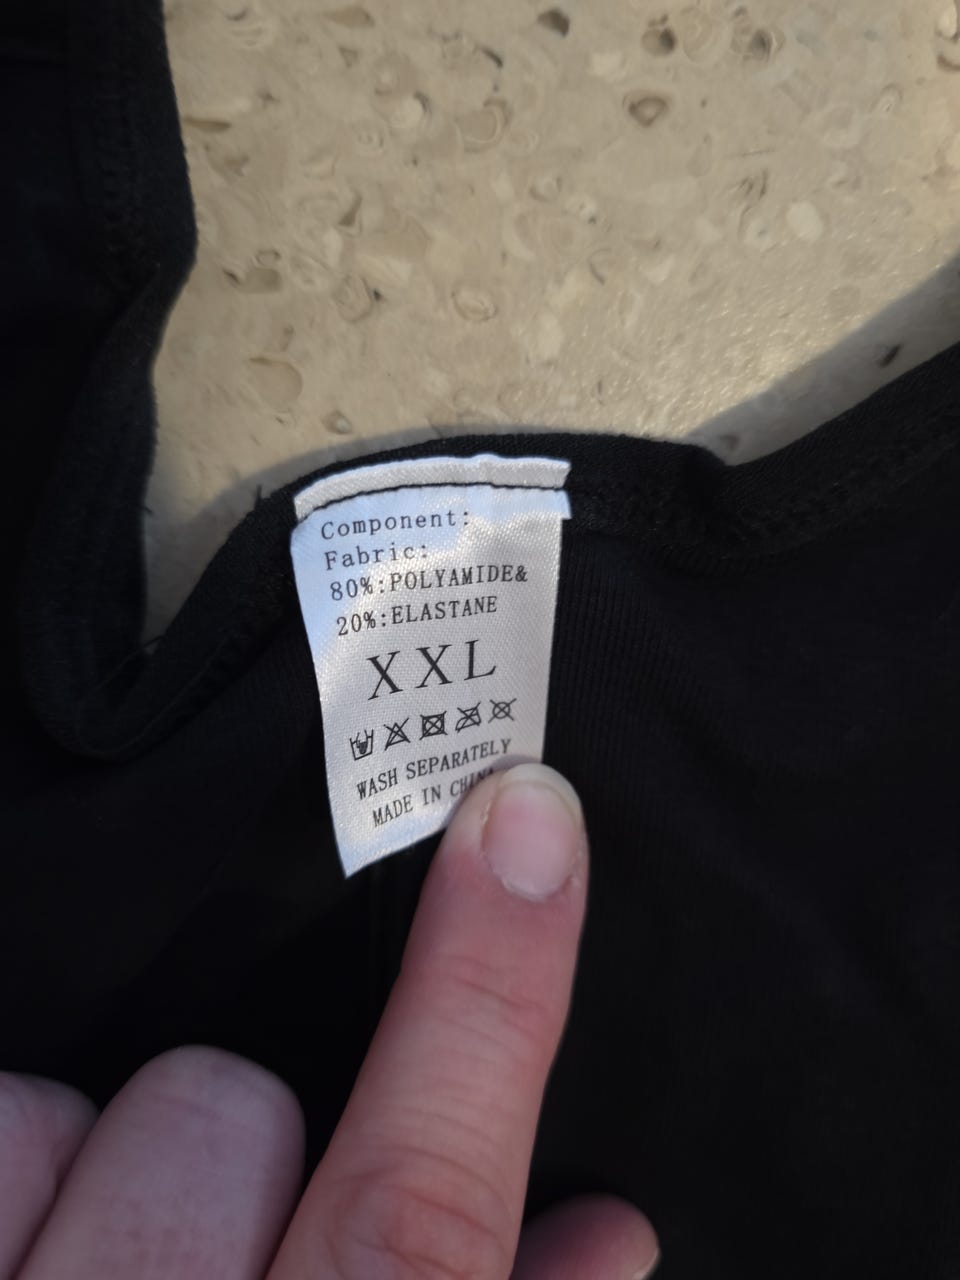 Component:
Fabric:
80%:POLYAMIDE&
20%:ELASTANE
XXL
WASH SEPARATELY
MADE IN CHINA